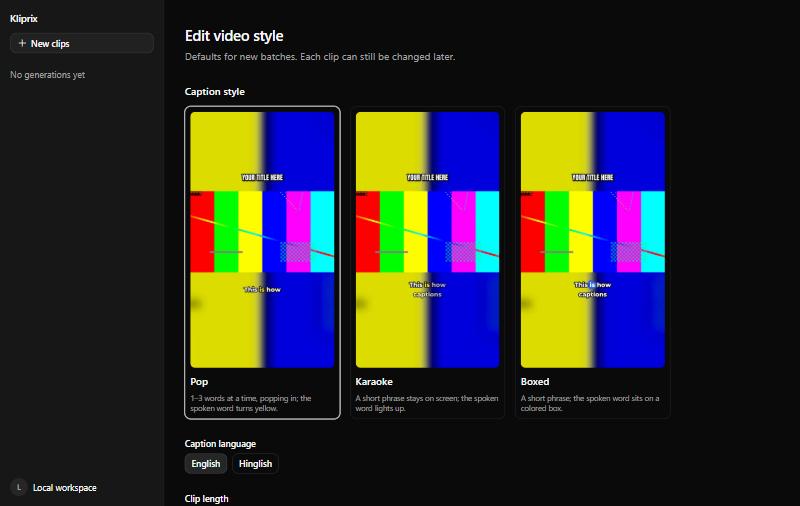 Kliprix
+ New clips
No generations yet
Edit video style
Defaults for new batches. Each clip can still be changed later.
Caption style
YOUR TITLE HERE
This is how
Pop
1–3 words at a time, popping in; the
spoken word turns yellow.
YOUR TITLE HERE
This is how
captions
Karaoke
A short phrase stays on screen; the spoken
word lights up.
YOUR TITLE HERE
This is how
captions
Boxed
A short phrase; the spoken word sits on a
colored box.
Caption language
English
Hinglish
Clip length
L
Local workspace